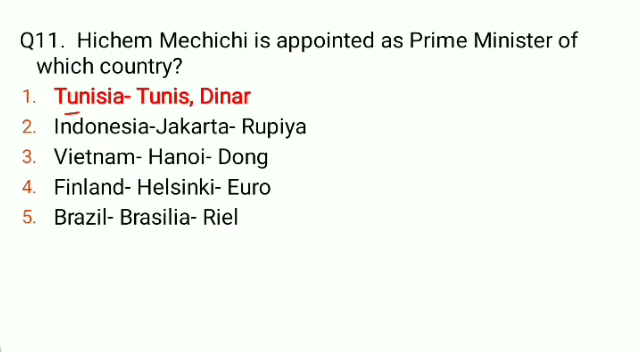 Q11. Hichem Mechichi is appointed as Prime Minister of
which country?
1. Tunisia- Tunis, Dinar
2. Indonesia-Jakarta- Rupiya
3. Vietnam- Hanoi- Dong
4. Finland- Helsinki- Euro
5. Brazil- Brasilia- Riel